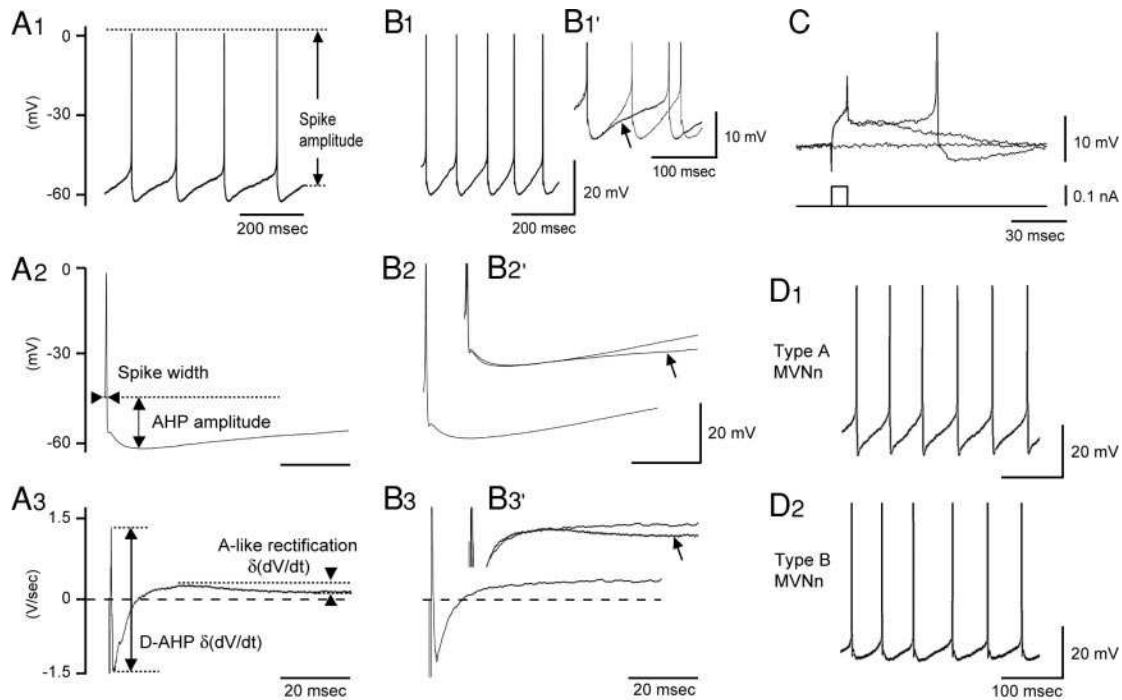 A1
0
-30
-60
(mV)
Spike
amplitude
200 msec
B1
200 msec
20 mV
B1'
10 mV
100 msec
C
10 mV
0.1 nA
30 msec
A2
0
-30
-60
(mV)
Spike width
AHP amplitude
B2
B2'
20 mV
A3
1.5
0
-1.5
(V/sec)
A-like rectification
δ(dV/dt)
D-AHP δ(dV/dt)
20 msec
B3
B3'
20 msec
D1
Type A
MVNn
20 mV
D2
Type B
MVNn
20 mV
100 msec